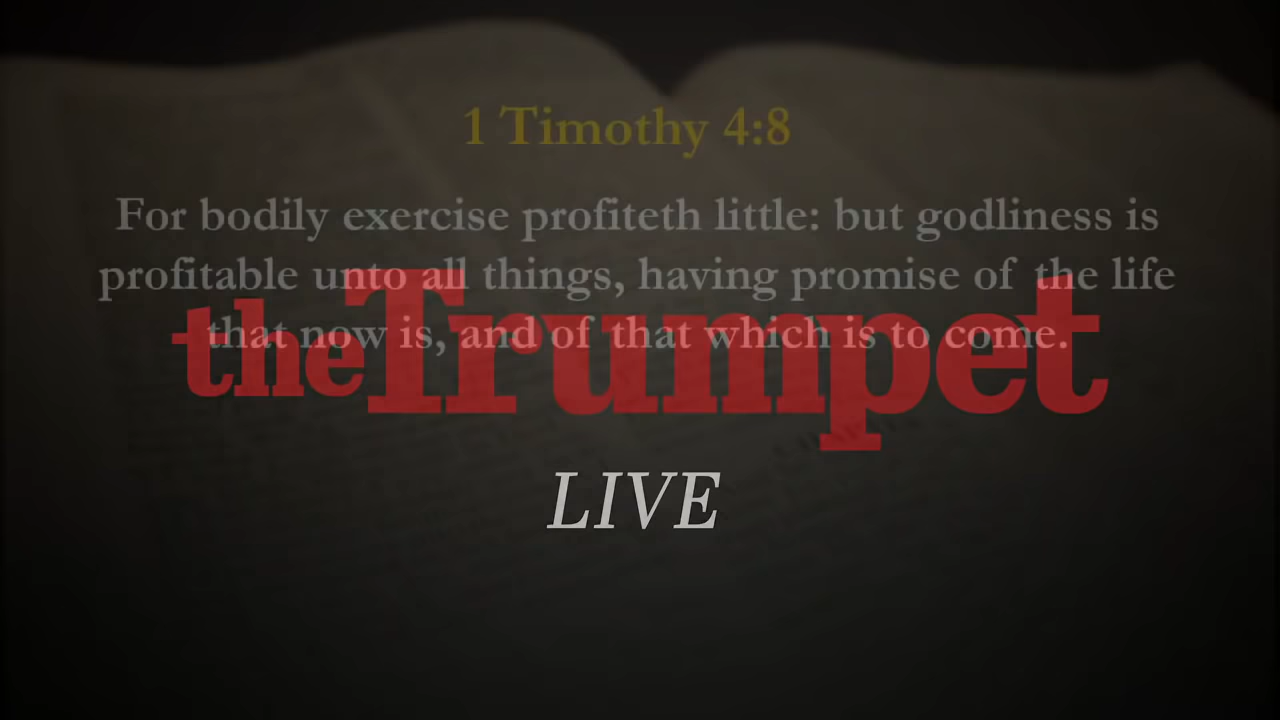 1 Timothy 4:8
For bodily exercise profiteth little: but godliness is
profitable unto all things, having promise of the life
that now is, and of that which is to come.
theTrumpet
LIVE